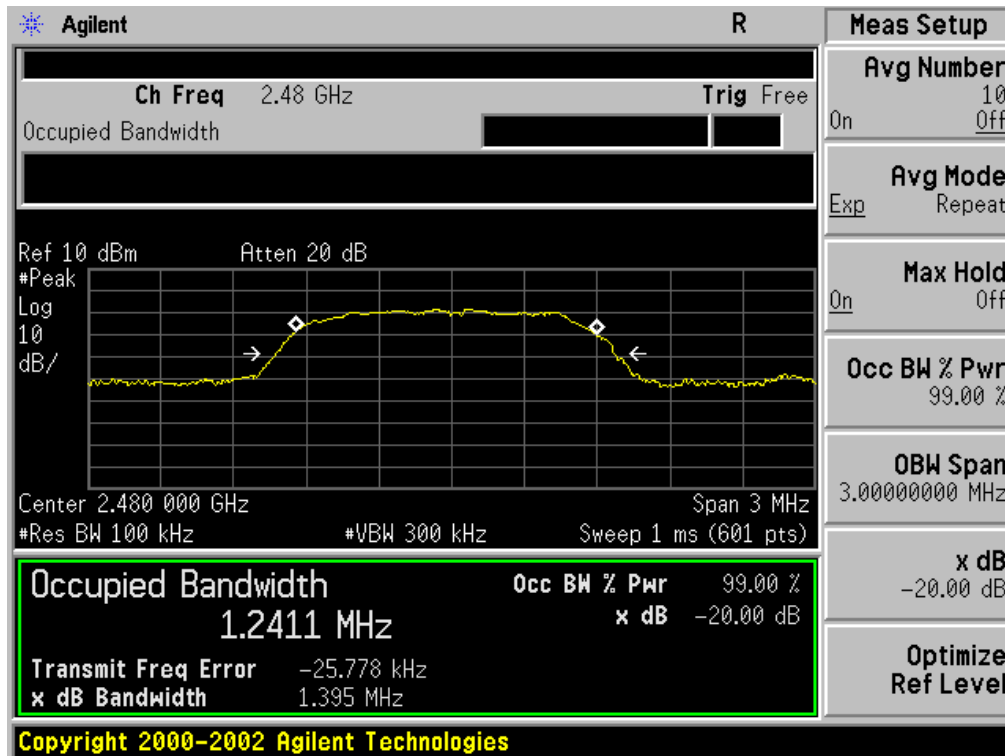 Agilent R Meas Setup
Ch Freq 2.48 GHz Trig Free
Occupied Bandwidth
Avg Number
10
On Off
Avg Mode
Exp Repeat
Max Hold
On Off
Occ BW % Pwr
99.00 %
OBW Span
3.00000000 MHz
x dB
-20.00 dB
Optimize
Ref Level
Ref 10 dBm Atten 20 dB
#Peak
Log
10
dB/
Center 2.480 000 GHz Span 3 MHz
#Res BW 100 kHz #VBW 300 kHz Sweep 1 ms (601 pts)
Occupied Bandwidth Occ BW % Pwr 99.00 %
1.2411 MHz x dB -20.00 dB
Transmit Freq Error -25.778 kHz
x dB Bandwidth 1.395 MHz
Copyright 2000-2002 Agilent Technologies